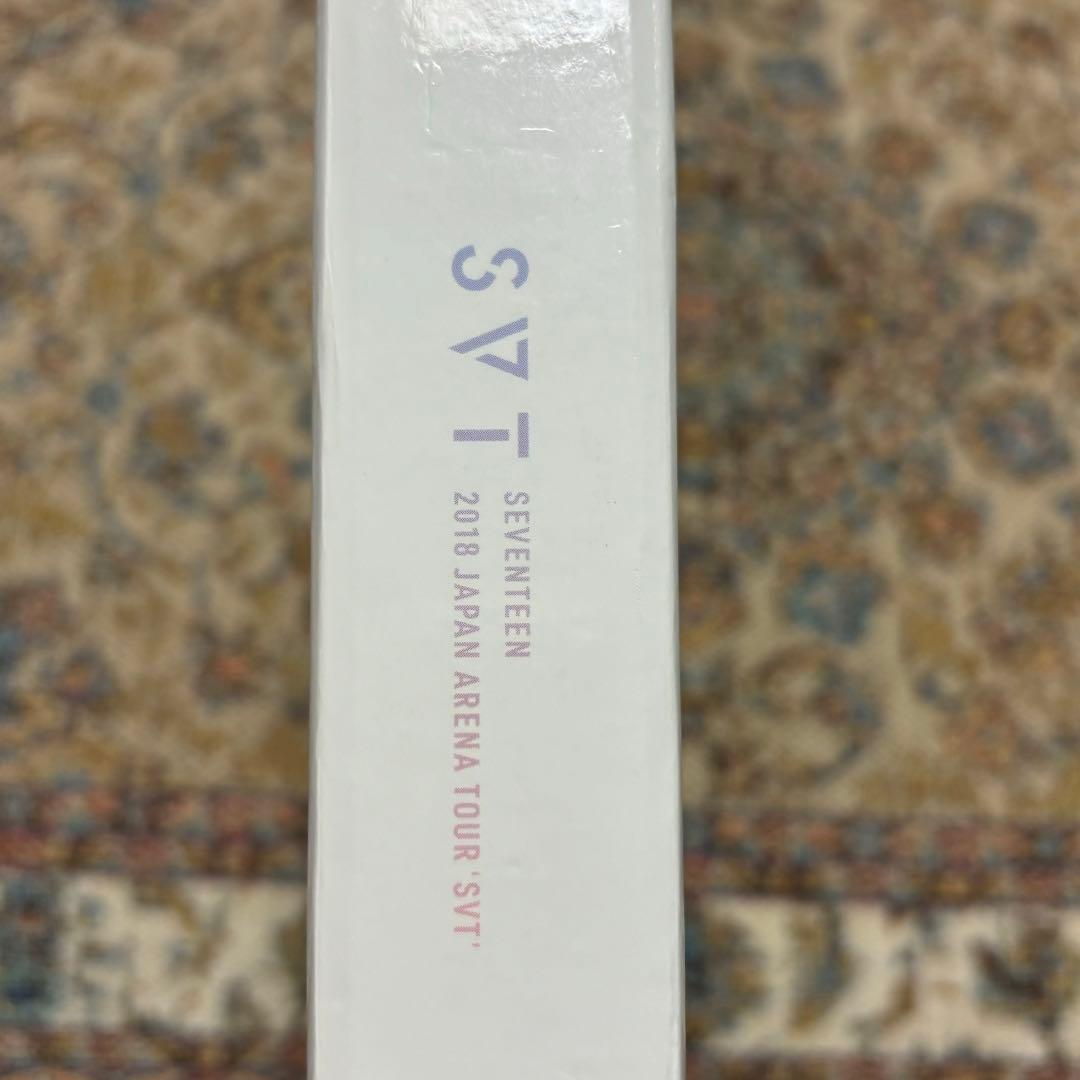 SVT
SEVENTEEN
2018 JAPAN ARENA TOUR 'SVT'